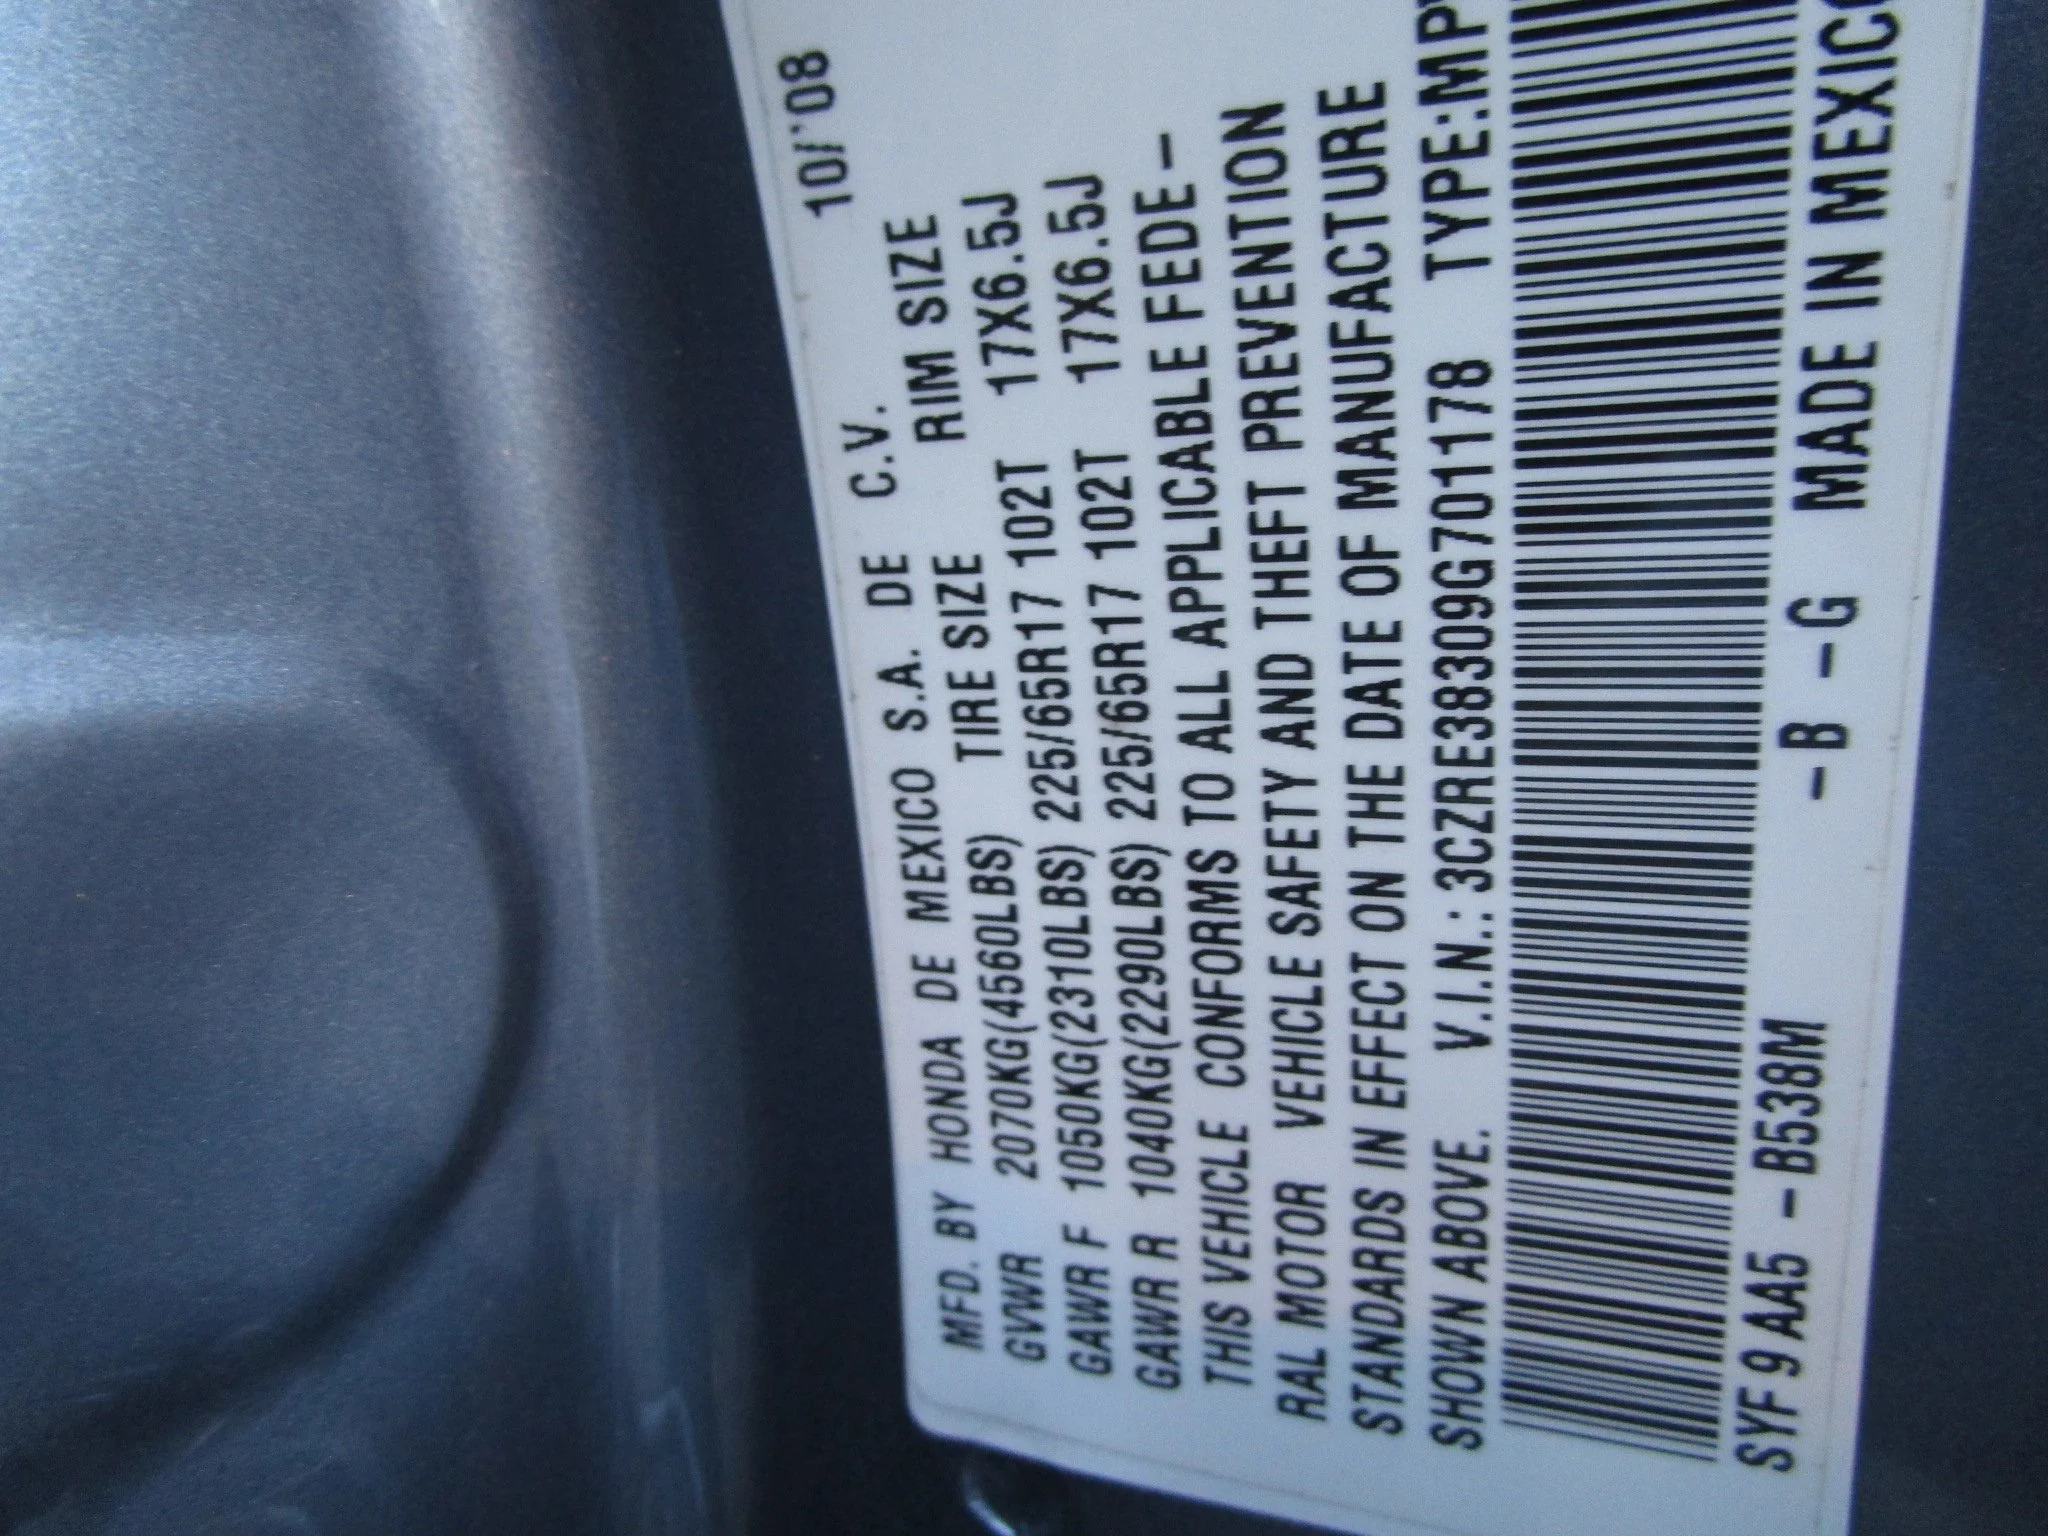 MFD. BY HONDA DE MEXICO S.A. DE C.V. 10/'08
TIRE SIZE RIM SIZE
GVWR 2070KG(4560LBS)
GAWR F 1050KG(2310LBS) 225/65R17 102T 17X6.5J
GAWR R 1040KG(2290LBS) 225/65R17 102T 17X6.5J
THIS VEHICLE CONFORMS TO ALL APPLICABLE FEDE-
RAL MOTOR VEHICLE SAFETY AND THEFT PREVENTION
STANDARDS IN EFFECT ON THE DATE OF MANUFACTURE
SHOWN ABOVE. V.I.N.: 3CZRE38309G701178 TYPE:MP
SYF 9 AA5 -B538M -B -G MADE IN MEXIC